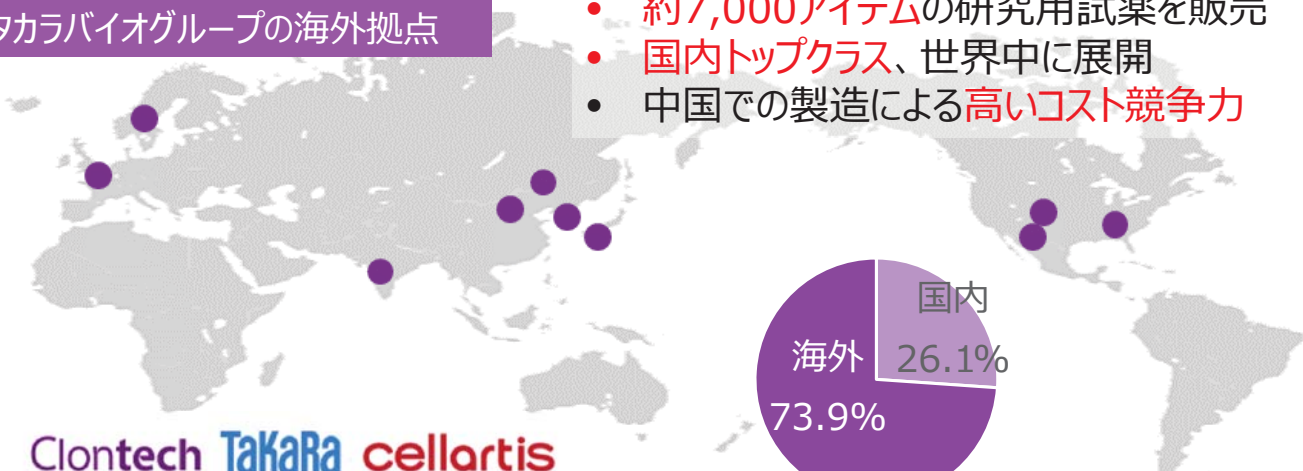 タカラバイオグループの海外拠点
• 約7,000アイテムの研究用試薬を販売
• 国内トップクラス、世界中に展開
• 中国での製造による高いコスト競争力
国内
26.1%
海外
73.9%
Clontech TaKaRa cellartis